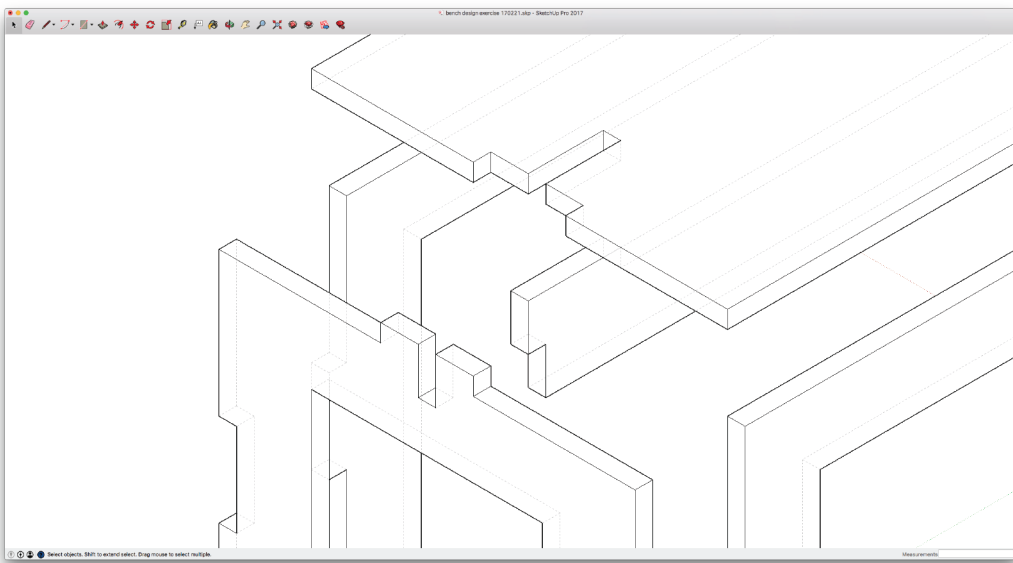 bench design exercise 170221.skp - SketchUp Pro 2017
Select objects. Shift to extend select. Drag mouse to select multiple.
Measurements